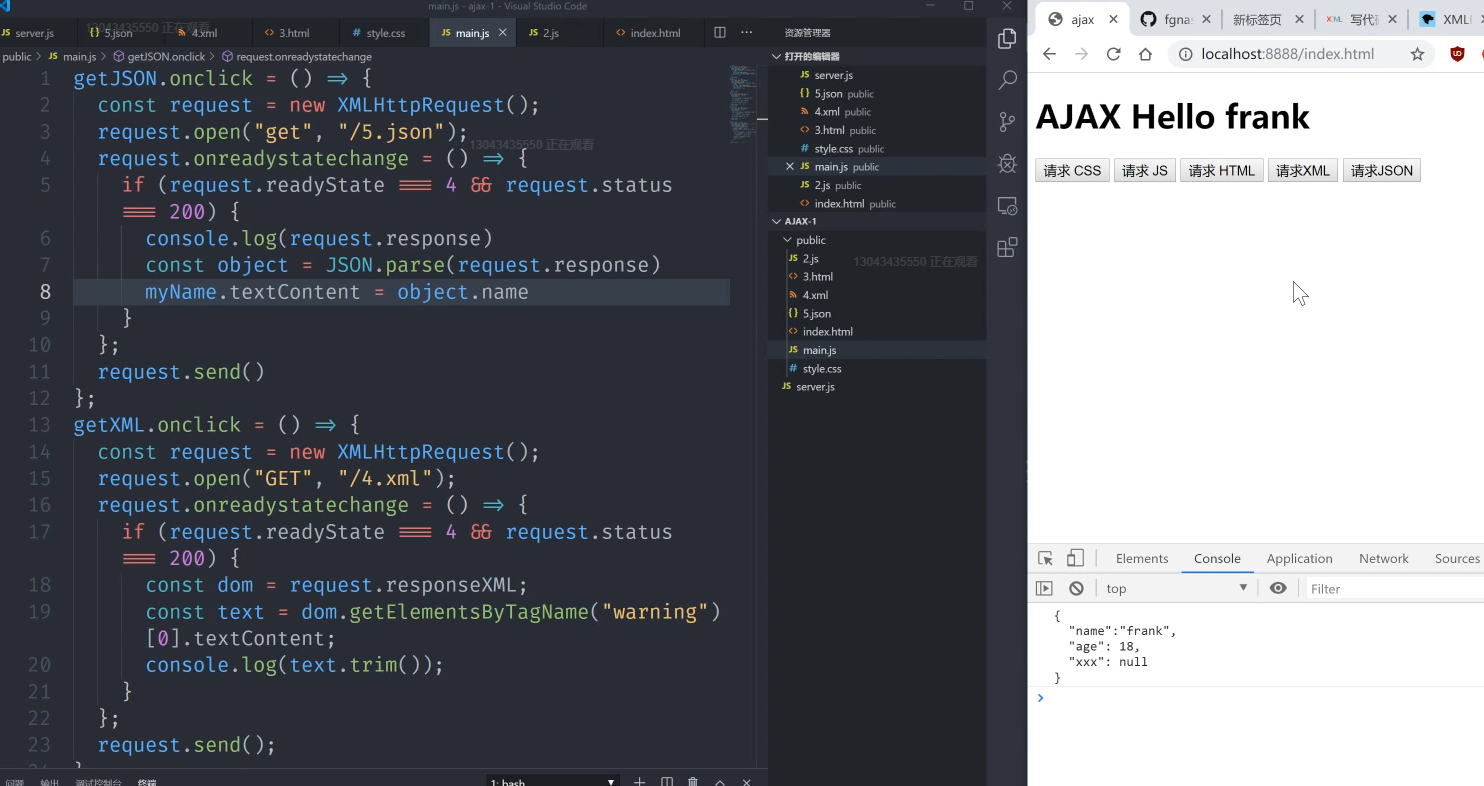 main.js - ajax-1 - Visual Studio Code
JS server.js
{} 5.json
4.xml
<> 3.html
# style.css
JS main.js
JS 2.js
<> index.html
13043435550 正在观看
public > JS main.js > getJSON.onclick > request.onreadystatechange
1 getJSON.onclick = () => {
2 const request = new XMLHttpRequest();
3 request.open("get", "/5.json");
13043435550 正在观看
4 request.onreadystatechange = () => {
5 if (request.readyState === 4 && request.status
=== 200) {
6 console.log(request.response)
7 const object = JSON.parse(request.response)
8 myName.textContent = object.name
9 }
10 };
11 request.send()
12 };
13 getXML.onclick = () => {
14 const request = new XMLHttpRequest();
15 request.open("GET", "/4.xml");
16 request.onreadystatechange = () => {
17 if (request.readyState === 4 && request.status
=== 200) {
18 const dom = request.responseXML;
19 const text = dom.getElementsByTagName("warning")
[0].textContent;
20 console.log(text.trim());
21 }
22 };
23 request.send();
问题 输出 调试控制台 终端
1: bash
资源管理器
打开的编辑器
JS server.js
{} 5.json public
4.xml public
<> 3.html public
# style.css public
JS main.js public
JS 2.js public
<> index.html public
AJAX-1
public
JS 2.js
13043435550 正在观看
<> 3.html
4.xml
{} 5.json
<> index.html
JS main.js
# style.css
JS server.js
ajax
fgna
新标签页
XML 写代
XML
localhost:8888/index.html
AJAX Hello frank
请求 CSS
请求 JS
请求 HTML
请求XML
请求JSON
Elements Console Application Network Sources
top
Filter
{
"name":"frank",
"age": 18,
"xxx": null
}
>